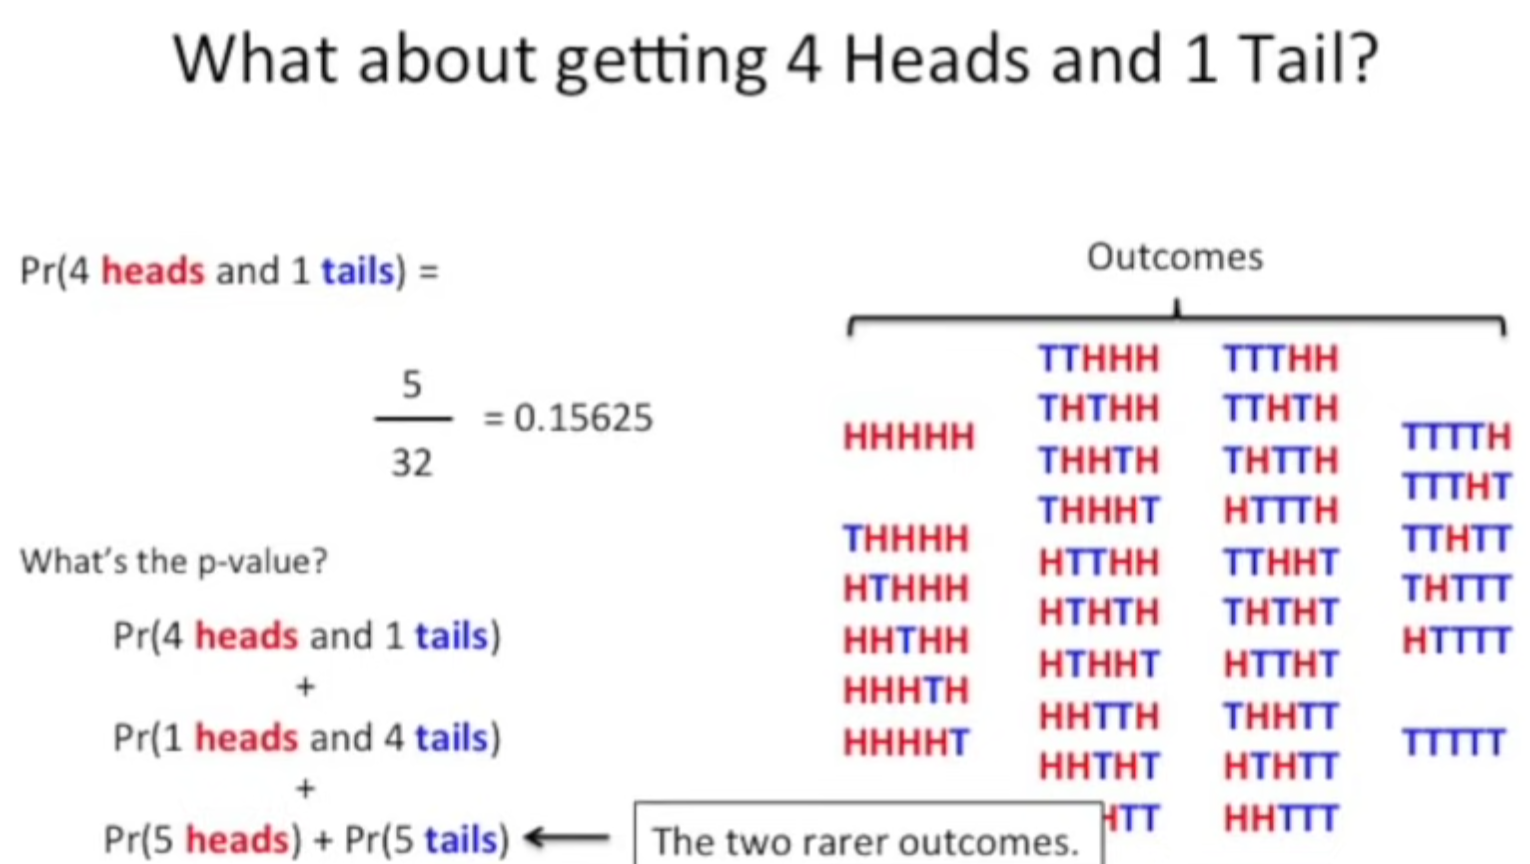 What about getting 4 Heads and 1 Tail?
Pr(4 heads and 1 tails) =
5
32
= 0.15625
What's the p-value?
Pr(4 heads and 1 tails)
+
Pr(1 heads and 4 tails)
+
Pr(5 heads) + Pr(5 tails)
The two rarer outcomes.
Outcomes
HHHHH
THHHH
HTHHH
HHTHH
HHHTH
HHHHT
TTHHH
THTHH
THHTH
THHHT
HTTHH
HTHTH
HTHHT
HHTTH
HHTHT
HTT
TTTHH
TTHTH
THTTH
HTTTH
TTHHT
THTHT
HTTHT
THHTT
HTHTT
HHTTT
TTTTH
TTTHT
TTHTT
THTTT
HTTTT
TTTTT